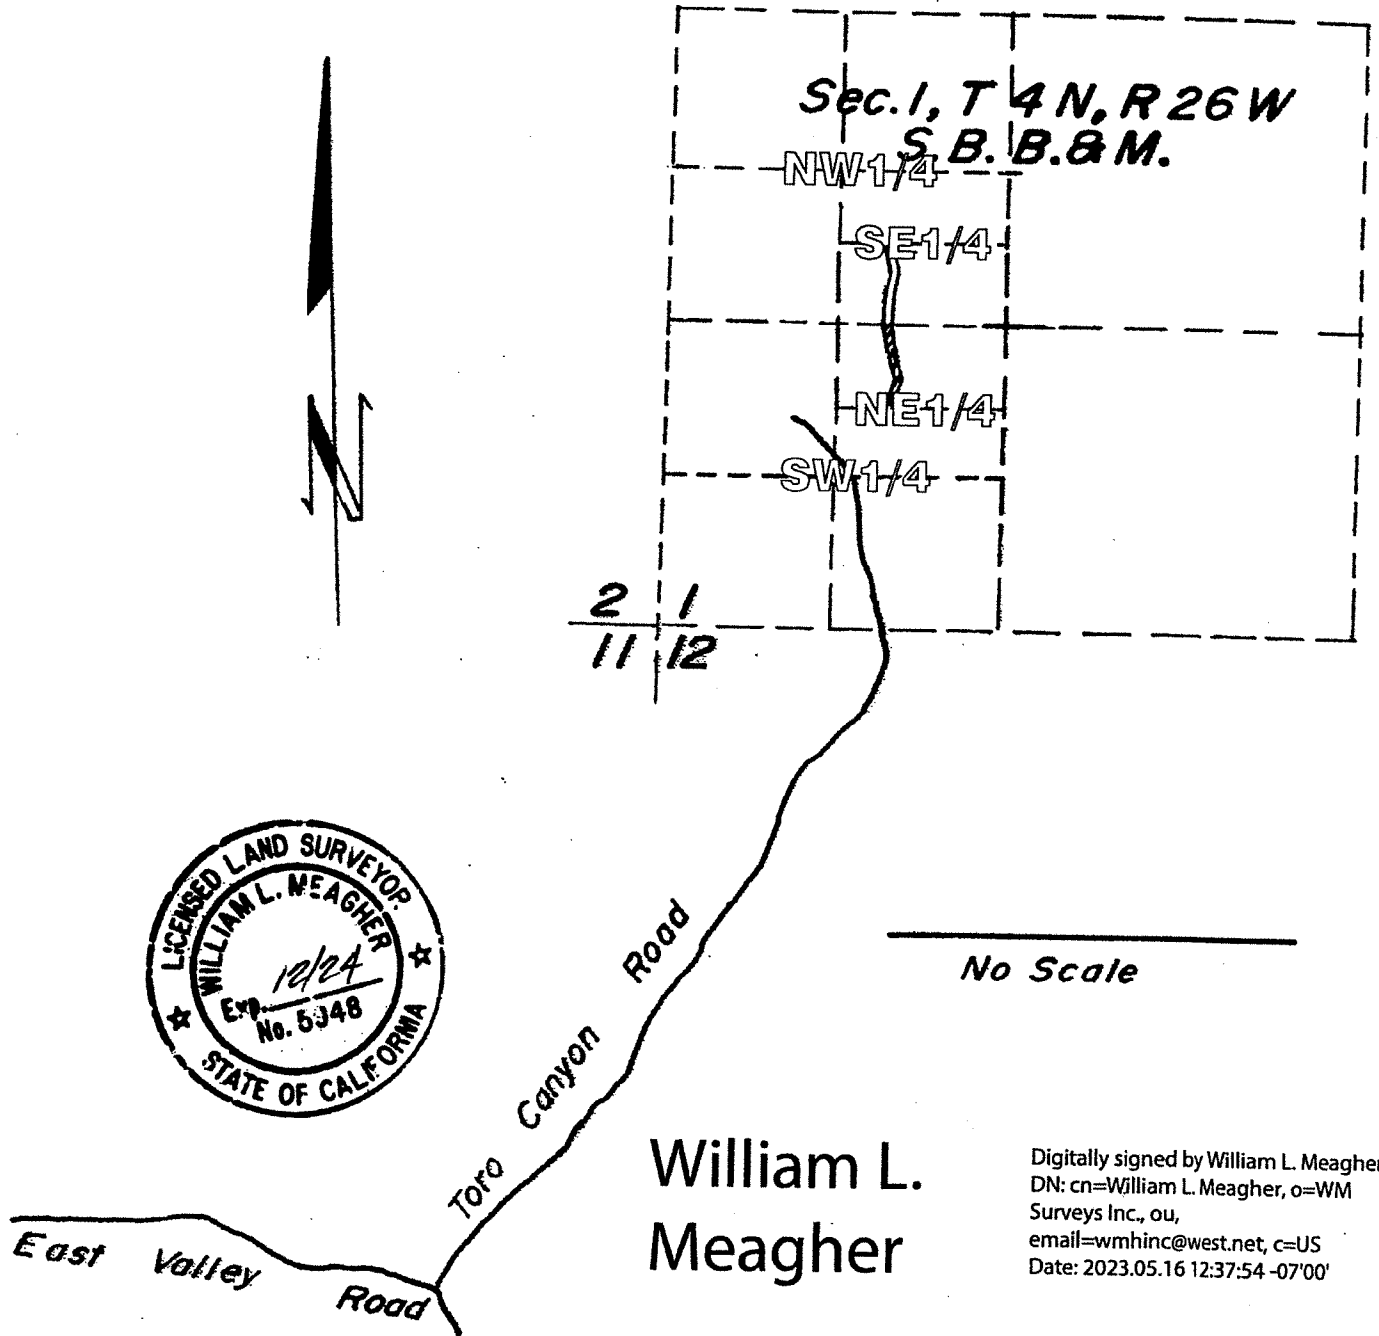 Sec. 1, T 4 N, R 26 W
S. B. B. & M.
NW1/4
SE1/4
NE1/4
SW1/4
N
2 1
11 12
LICENSED LAND SURVEYOR
WILLIAM L. MEAGHER
Exp. 12/24
STATE OF CALIFORNIA
No Scale
Toro Canyon Road
East Valley Road
William L.
Meagher
Digitally signed by William L. Meagher
DN: cn=William L. Meagher, o=WM
Surveys Inc., ou,
email=wmhinc@west.net, c=US
Date: 2023.05.16 12:37:54 -07'00'